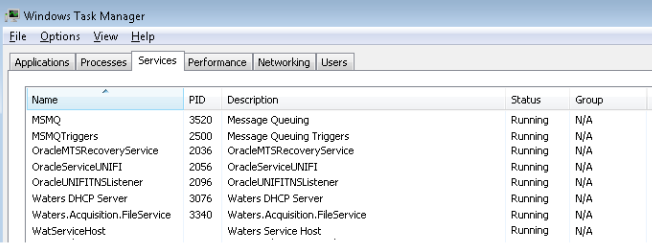 Windows Task Manager
File Options View Help
Applications Processes Services Performance Networking Users
Name PID Description Status Group
MSMQ 3520 Message Queuing Running N/A
MSMQTriggers 2500 Message Queuing Triggers Running N/A
OracleMTSRecoveryService 2036 OracleMTSRecoveryService Running N/A
OracleServiceUNIFI 2056 OracleServiceUNIFI Running N/A
OracleUNIFITNSListener 2096 OracleUNIFITNSListener Running N/A
Waters DHCP Server 3076 Waters DHCP Server Running N/A
Waters.Acquisition.FileService 3340 Waters.Acquisition.FileService Running N/A
WatServiceHost Waters Service Host Running N/A